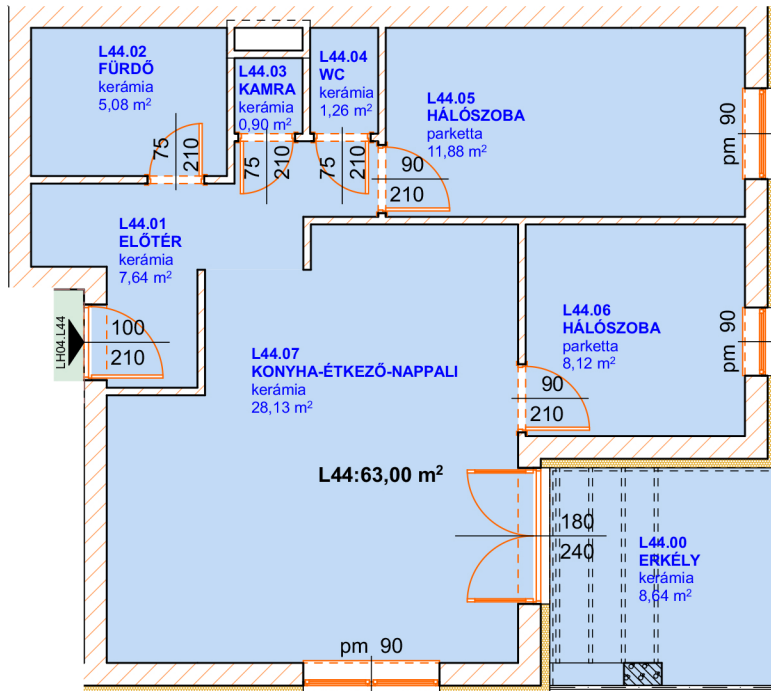 L44.02
FÜRDŐ
kerámia
5,08 m²
75
210
L44.03
KAMRA
kerámia
0,90 m²
75
210
L44.04
WC
kerámia
1,26 m²
75
210
L44.05
HÁLÓSZOBA
parketta
11,88 m²
90
210
pm 90
L44.01
ELŐTÉR
kerámia
7,64 m²
LH04.L44
100
210
L44.06
HÁLÓSZOBA
parketta
8,12 m²
90
210
pm 90
L44.07
KONYHA-ÉTKEZŐ-NAPPALI
kerámia
28,13 m²
L44:63,00 m²
180
240
L44.00
ERKÉLY
kerámia
8,64 m²
pm 90